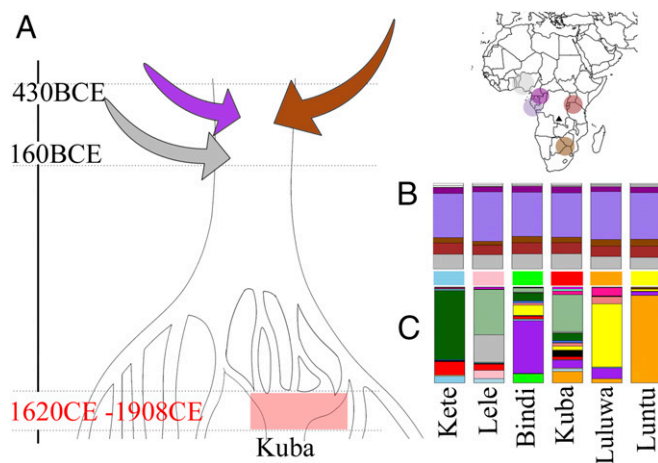 A
430BCE
160BCE
1620CE -1908CE
Kuba
B
C
Kete
Lele
Bindi
Kuba
Luluwa
Luntu